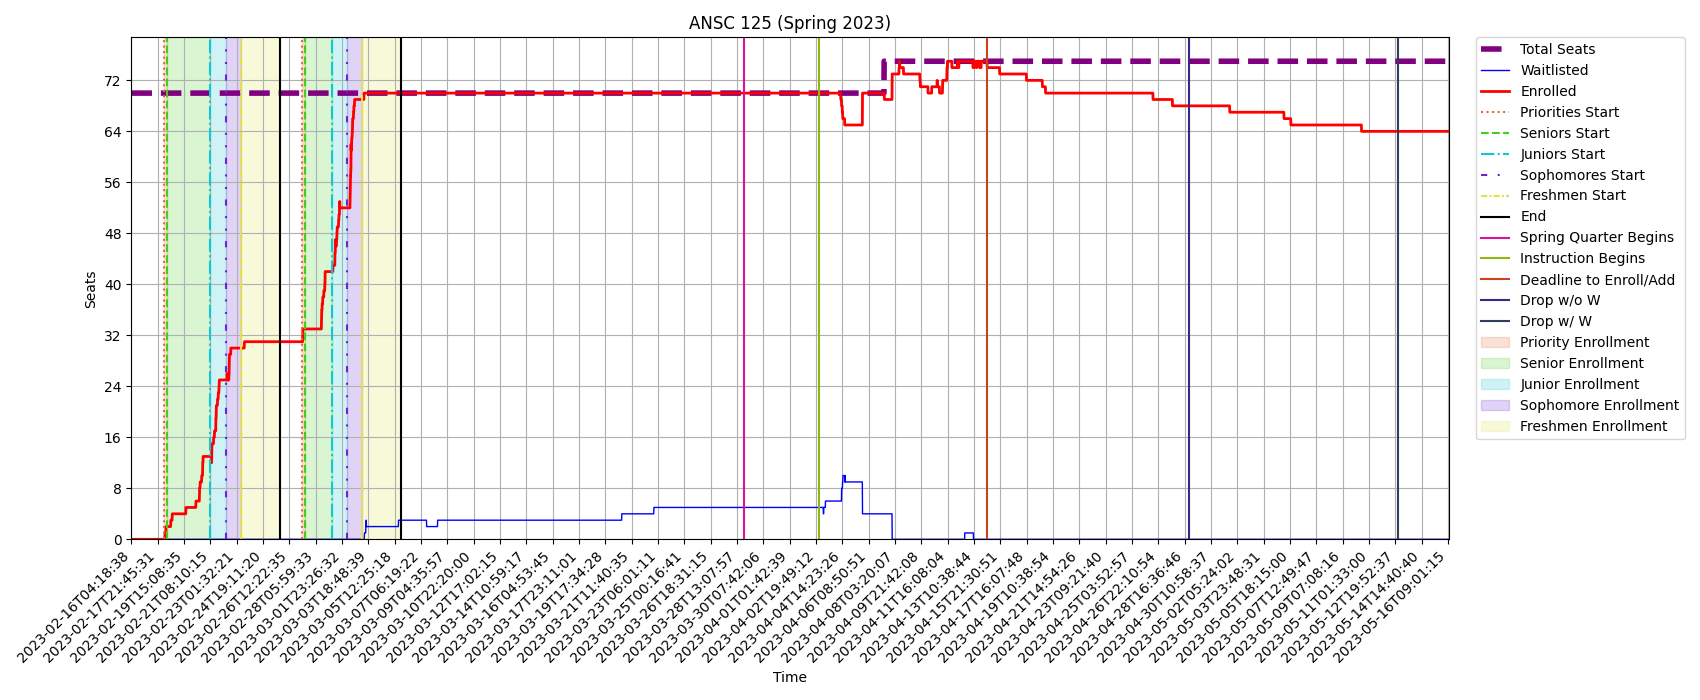 ANSC 125 (Spring 2023)
Seats
72
64
56
48
40
32
24
16
8
0
2023-02-16T04:18:38
2023-02-17T21:45:31
2023-02-19T15:08:35
2023-02-21T08:10:15
2023-02-23T01:32:21
2023-02-24T19:11:20
2023-02-26T12:22:35
2023-02-28T05:59:33
2023-03-01T23:26:32
2023-03-03T18:48:39
2023-03-05T12:25:18
2023-03-07T06:19:22
2023-03-09T04:35:57
2023-03-10T22:20:00
2023-03-12T17:02:15
2023-03-14T10:59:17
2023-03-16T04:53:45
2023-03-17T23:11:01
2023-03-19T17:34:28
2023-03-21T11:40:35
2023-03-23T06:01:11
2023-03-25T00:16:41
2023-03-26T18:31:15
2023-03-28T13:07:57
2023-03-30T07:42:06
2023-04-01T01:42:39
2023-04-02T19:49:12
2023-04-04T14:23:26
2023-04-06T08:50:51
2023-04-08T03:20:07
2023-04-09T21:42:08
2023-04-11T16:08:04
2023-04-13T10:38:44
2023-04-15T21:30:51
2023-04-17T16:07:48
2023-04-19T10:38:54
2023-04-21T14:54:26
2023-04-23T09:21:40
2023-04-25T03:52:57
2023-04-26T22:10:54
2023-04-28T16:36:46
2023-04-30T10:58:37
2023-05-02T05:24:02
2023-05-03T23:48:31
2023-05-05T18:15:00
2023-05-07T12:49:47
2023-05-09T07:08:16
2023-05-11T01:33:00
2023-05-12T19:52:37
2023-05-14T14:40:40
2023-05-16T09:01:15
Time
Total Seats
Waitlisted
Enrolled
Priorities Start
Seniors Start
Juniors Start
Sophomores Start
Freshmen Start
End
Spring Quarter Begins
Instruction Begins
Deadline to Enroll/Add
Drop w/o W
Drop w/ W
Priority Enrollment
Senior Enrollment
Junior Enrollment
Sophomore Enrollment
Freshmen Enrollment